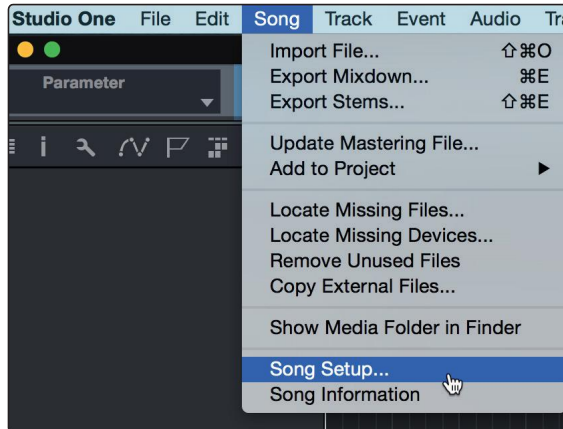 Studio One File Edit Song Track Event Audio
Parameter
Import File... ⇧⌘O
Export Mixdown... ⌘E
Export Stems... ⇧⌘E
Update Mastering File...
Add to Project
Locate Missing Files...
Locate Missing Devices...
Remove Unused Files
Copy External Files...
Show Media Folder in Finder
Song Setup...
Song Information